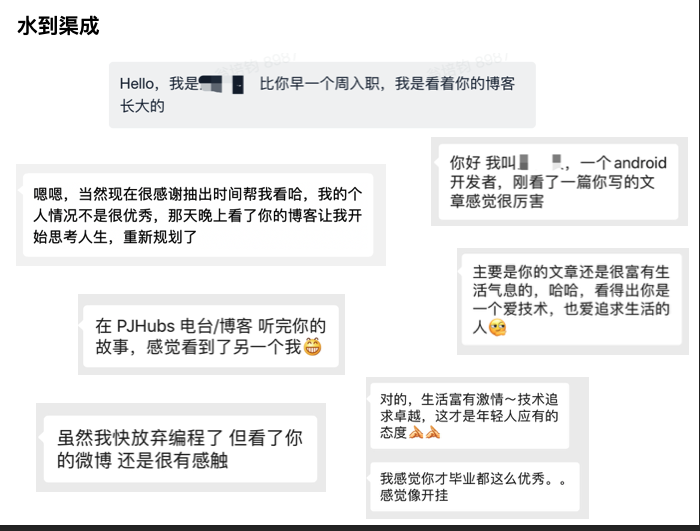 水到渠成
Hello，我是 比你早一个周入职，我是看着你的博客
长大的
你好 我叫 ，一个android
开发者，刚看了一篇你写的文
章感觉很厉害
嗯嗯，当然现在很感谢抽出时间帮我看哈，我的个
人情况不是很优秀，那天晚上看了你的博客让我开
始思考人生，重新规划了
主要是你的文章还是很富有生
活气息的，哈哈，看得出你是
一个爱技术，也爱追求生活的
人🧐
在 PJHubs 电台/博客 听完你的
故事，感觉看到了另一个我😁
对的，生活富有激情～技术追
求卓越，这才是年轻人应有的
态度
虽然我快放弃编程了 但看了你
的微博 还是很有感触
我感觉你才毕业都这么优秀。。
感觉像开挂